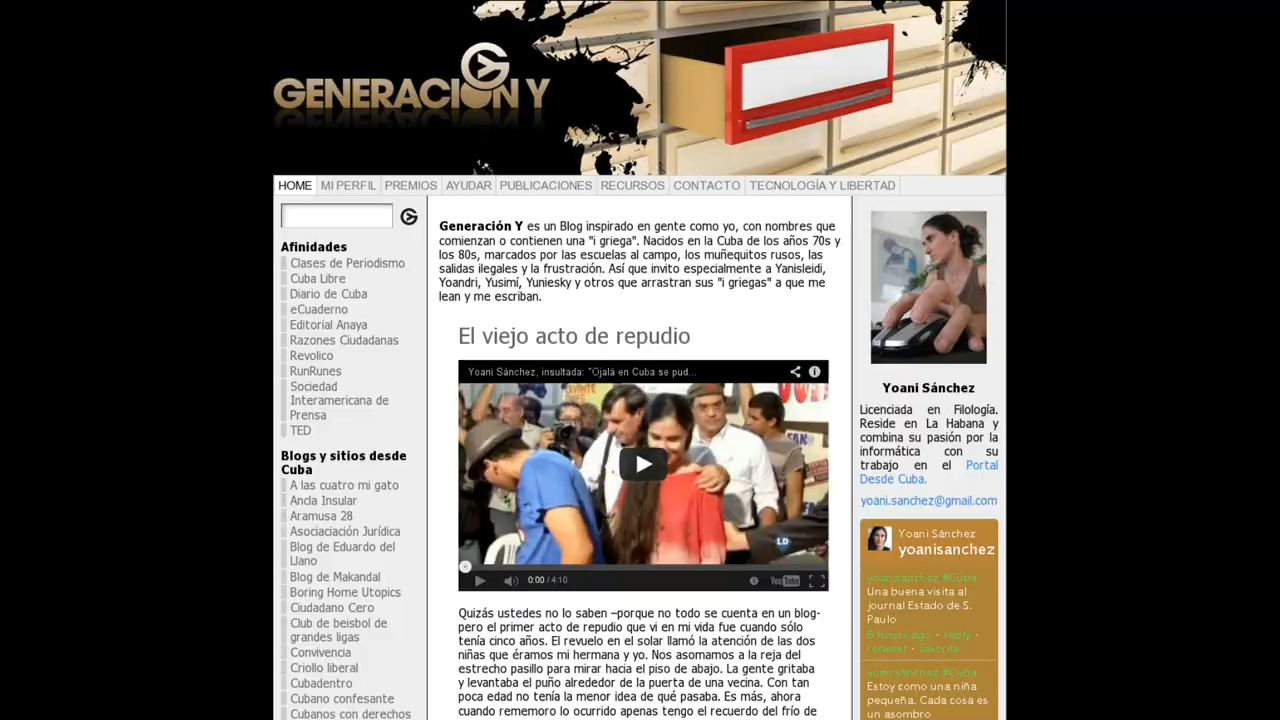 GENERACION Y
HOME MI PERFIL PREMIOS AYUDAR PUBLICACIONES RECURSOS CONTACTO TECNOLOGÍA Y LIBERTAD
Afinidades
Clases de Periodismo
Cuba Libre
Diario de Cuba
eCuaderno
Editorial Anaya
Razones Ciudadanas
Revolico
RunRunes
Sociedad
Interamericana de
Prensa
TED
Blogs y sitios desde
Cuba
A las cuatro mi gato
Ancla Insular
Aramusa 28
Asociaciación Jurídica
Blog de Eduardo del
Llano
Blog de Makandal
Boring Home Utopics
Ciudadano Cero
Club de beisbol de
grandes ligas
Convivencia
Criollo liberal
Cubadentro
Cubano confesante
Cubanos con derechos
Generación Y es un Blog inspirado en gente como yo, con nombres que
comienzan o contienen una "i griega". Nacidos en la Cuba de los años 70s y
los 80s, marcados por las escuelas al campo, los muñequitos rusos, las
salidas ilegales y la frustración. Así que invito especialmente a Yanisleidi,
Yoandri, Yusimí, Yuniesky y otros que arrastran sus "i griegas" a que me
lean y me escriban.
El viejo acto de repudio
Yoani Sánchez, insultada: "Ojalá en Cuba se pud...
LD
0:00 / 4:10
YouTube
Quizás ustedes no lo saben –porque no todo se cuenta en un blog-
pero el primer acto de repudio que vi en mi vida fue cuando sólo
tenía cinco años. El revuelo en el solar llamó la atención de las dos
niñas que éramos mi hermana y yo. Nos asomamos a la reja del
estrecho pasillo para mirar hacia el piso de abajo. La gente gritaba
y levantaba el puño alrededor de la puerta de una vecina. Con tan
poca edad no tenía la menor idea de qué pasaba. Es más, ahora
cuando rememoro lo ocurrido apenas tengo el recuerdo del frío de
Yoani Sánchez
Licenciada en Filología.
Reside en La Habana y
combina su pasión por la
informática con su
trabajo en el Portal
Desde Cuba.
yoani.sanchez@gmail.com
Yoani Sánchez
yoanisanchez
yoanisanchez #Cuba
Una buena visita al
journal Estado de S.
Paulo
6 hours ago • reply •
retweet • favorite
yoanisanchez #Cuba
Estoy como una niña
pequeña. Cada cosa es
un asombro